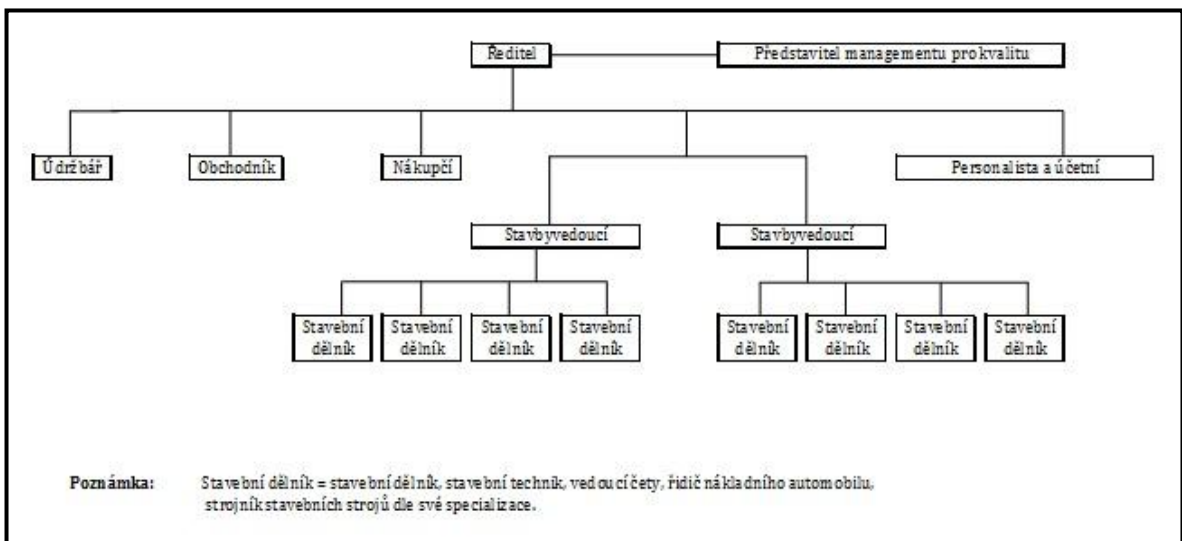 Ředitel
Představitel managementu pro kvalitu
Údržbář
Obchodník
Nákupčí
Personalista a účetní
Stavbyvedoucí
Stavbyvedoucí
Stavební
dělník
Stavební
dělník
Stavební
dělník
Stavební
dělník
Stavební
dělník
Stavební
dělník
Stavební
dělník
Stavební
dělník
Poznámka: Stavební dělník = stavební dělník, stavební technik, vedoucí čety, řidič nákladního automobilu,
strojník stavebních strojů dle své specializace.